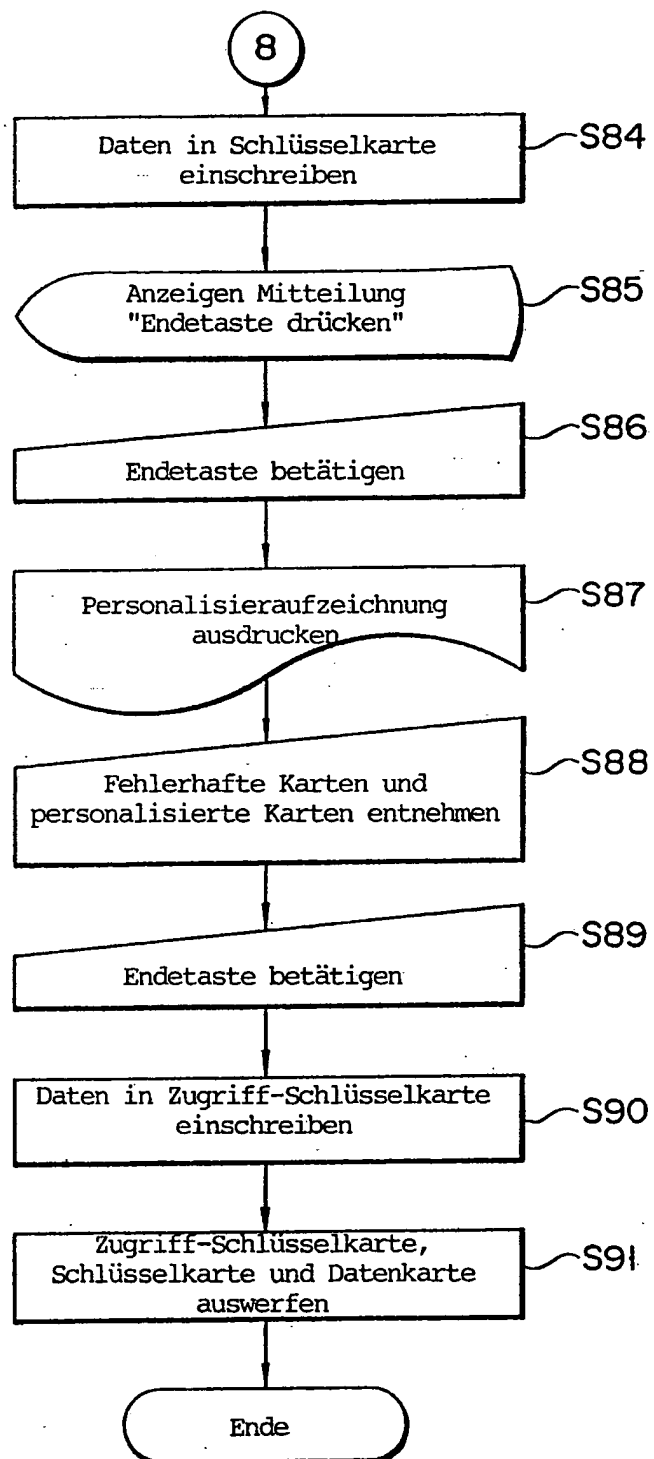 8
Daten in Schlüsselkarte
einschreiben
S84
Anzeigen Mitteilung
"Endetaste drücken"
S85
Endetaste betätigen
S86
Personalisieraufzeichnung
ausdrucken
S87
Fehlerhafte Karten und
personalisierte Karten entnehmen
S88
Endetaste betätigen
S89
Daten in Zugriff-Schlüsselkarte
einschreiben
S90
Zugriff-Schlüsselkarte,
Schlüsselkarte und Datenkarte
auswerfen
S91
Ende